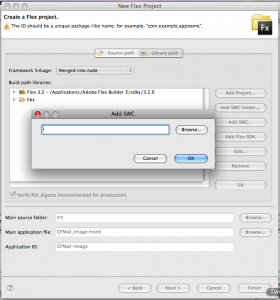 New Flex Project
Create a Flex project.
The ID should be a unique package-like name; for example, "com.example.appname".
Fx
Source path
Library path
Framework linkage:
Merged into code
Build path libraries:
Flex 3.2 - /Applications/Adobe Flex Builder 3/sdks/3.2.0
Add Project...
libs
Add SWC Folder...
Add SWC
Browse...
Cancel
OK
Add Flex SDK
Edit...
Remove
Up
Verify RSL digests (recommended for production)
Main source folder:
src
Browse...
Main application file:
CFMail_Image.mxml
Browse...
Application ID:
CFMail-Image
?
< Back
Next >
Cancel
Finish